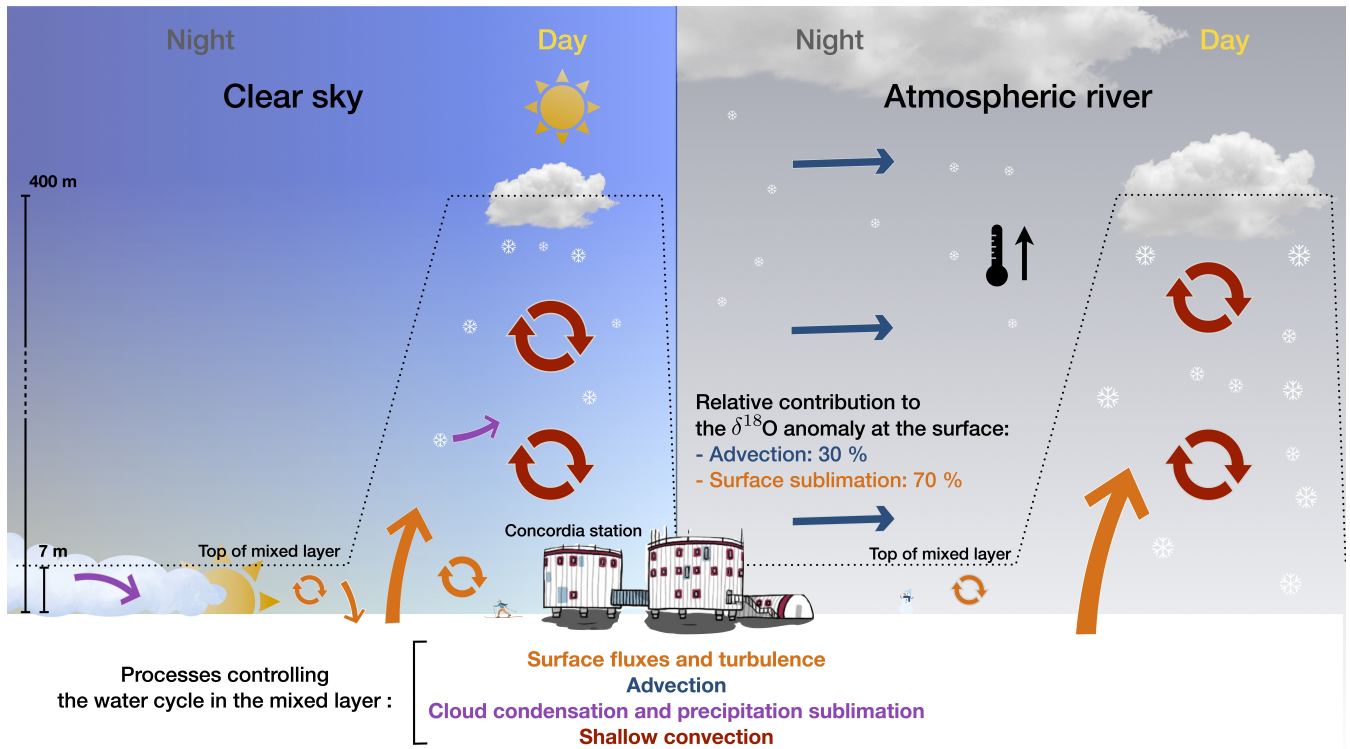 Night
Day
Clear sky
400 m
7 m
Top of mixed layer
Concordia station
Night
Day
Atmospheric river
Relative contribution to
the δ¹⁸O anomaly at the surface:
- Advection: 30 %
- Surface sublimation: 70 %
Top of mixed layer
Processes controlling
the water cycle in the mixed layer :
Surface fluxes and turbulence
Advection
Cloud condensation and precipitation sublimation
Shallow convection